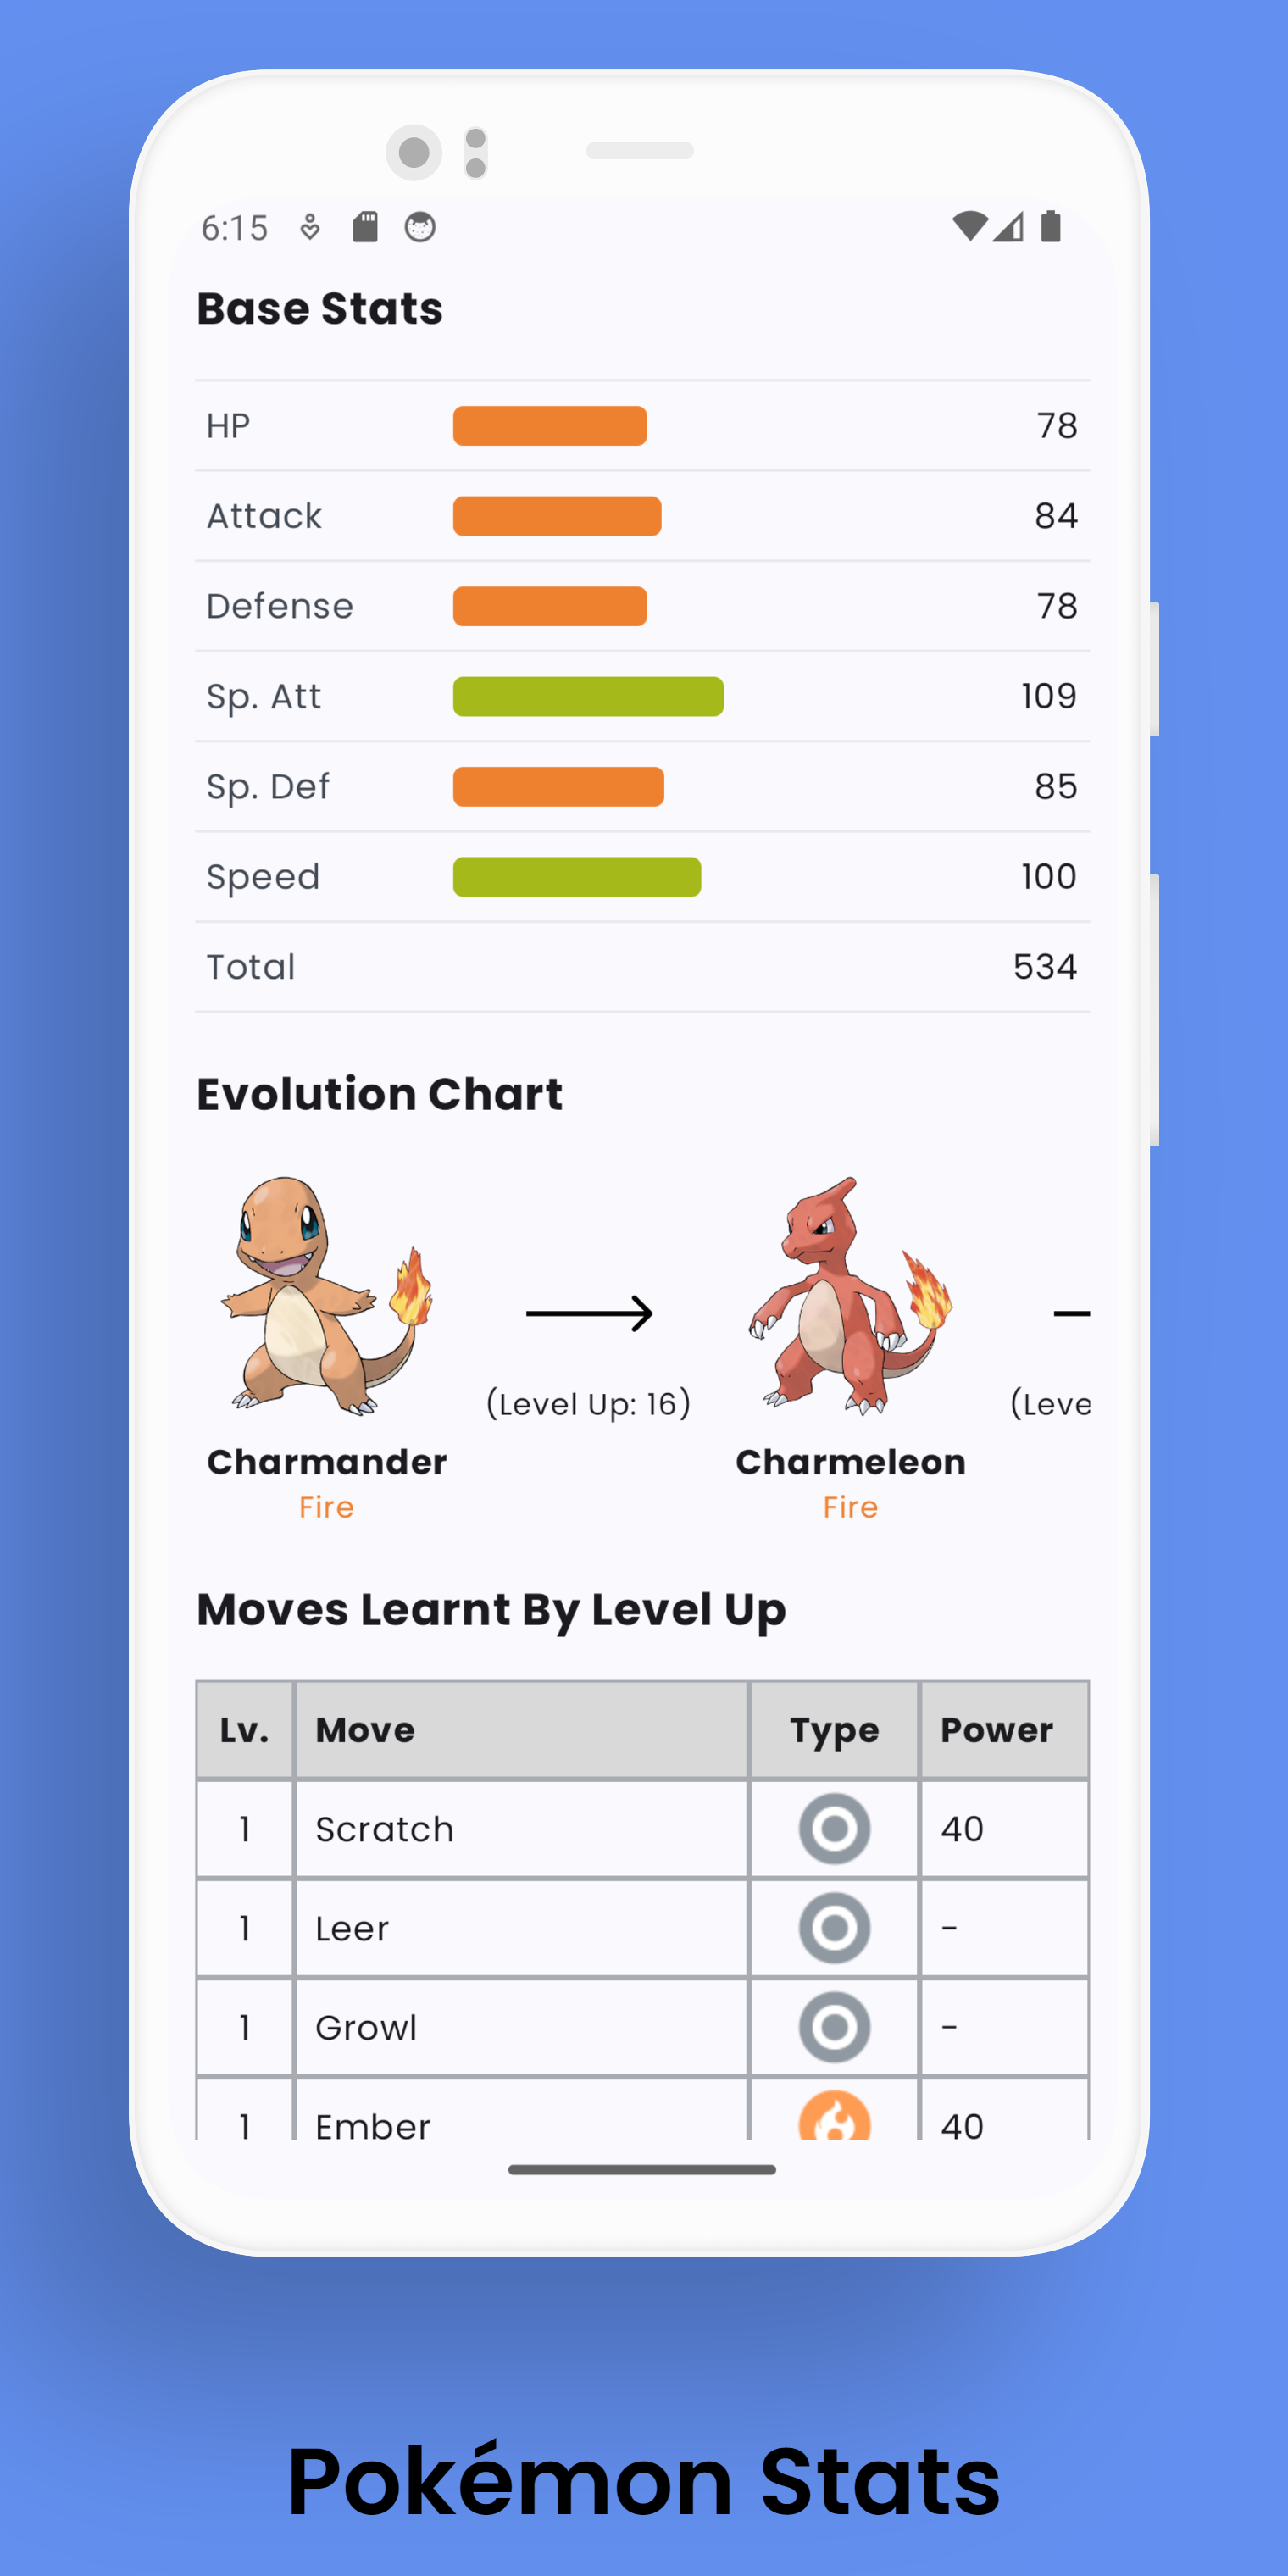 6:15
Base Stats
HP 78
Attack 84
Defense 78
Sp. Att 109
Sp. Def 85
Speed 100
Total 534
Evolution Chart
(Level Up: 16) (Leve
Charmander Charmeleon
Fire Fire
Moves Learnt By Level Up
Lv. Move Type Power
1 Scratch 40
1 Leer -
1 Growl -
1 Ember 40
Pokémon Stats